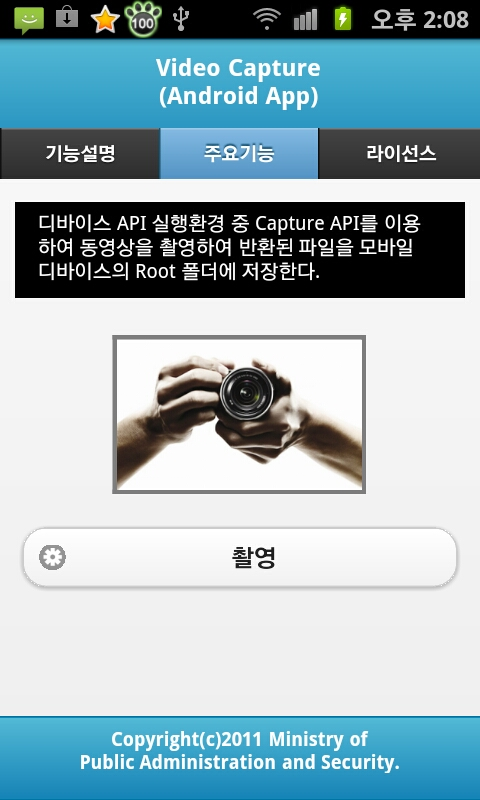 100
오후 2:08
Video Capture
(Android App)
기능설명 주요기능 라이선스
디바이스 API 실행환경 중 Capture API를 이용
하여 동영상을 촬영하여 반환된 파일을 모바일
디바이스의 Root 폴더에 저장한다.
촬영
Copyright(c)2011 Ministry of
Public Administration and Security.